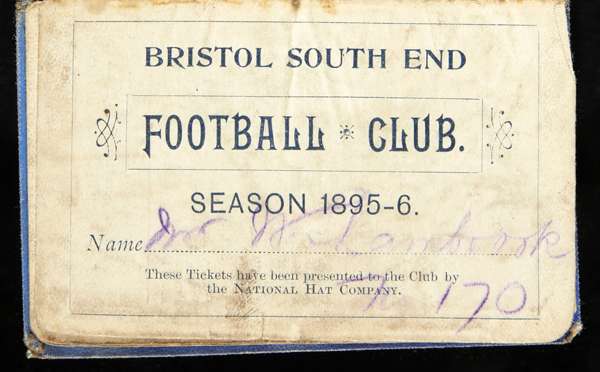 BRISTOL SOUTH END
FOOTBALL CLUB.
SEASON 1895-6.
Name Mr W
These Tickets have been presented to the Club by
the NATIONAL HAT COMPANY.
170